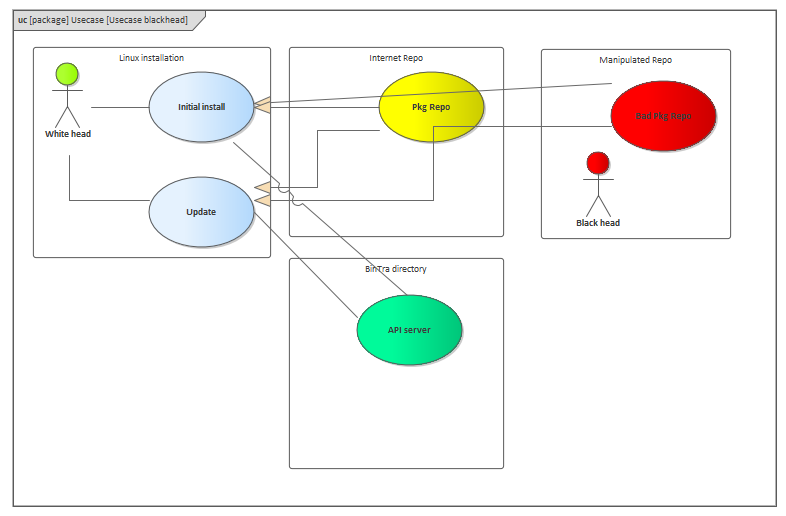 uc [package] Usecase [Usecase blackhead]
Linux installation
Internet Repo
Manipulated Repo
Initial install
Pkg Repo
Bad Pkg Repo
White head
Update
Black head
BinTra directory
API server